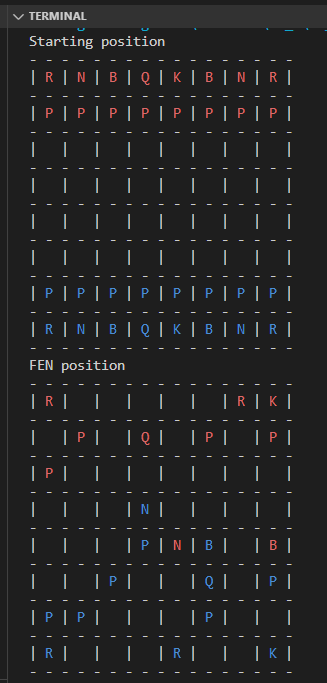 TERMINAL
Starting position
- - - - - - - - - - - - - - - - -
| R | N | B | Q | K | B | N | R |
- - - - - - - - - - - - - - - - -
| P | P | P | P | P | P | P | P |
- - - - - - - - - - - - - - - - -
|   |   |   |   |   |   |   |   |
- - - - - - - - - - - - - - - - -
|   |   |   |   |   |   |   |   |
- - - - - - - - - - - - - - - - -
|   |   |   |   |   |   |   |   |
- - - - - - - - - - - - - - - - -
|   |   |   |   |   |   |   |   |
- - - - - - - - - - - - - - - - -
| P | P | P | P | P | P | P | P |
- - - - - - - - - - - - - - - - -
| R | N | B | Q | K | B | N | R |
- - - - - - - - - - - - - - - - -
FEN position
- - - - - - - - - - - - - - - - -
| R |   |   |   |   |   | R | K |
- - - - - - - - - - - - - - - - -
|   | P |   | Q |   | P |   | P |
- - - - - - - - - - - - - - - - -
| P |   |   |   |   |   |   |   |
- - - - - - - - - - - - - - - - -
|   |   |   | N |   |   |   |   |
- - - - - - - - - - - - - - - - -
|   |   |   | P | N | B |   | B |
- - - - - - - - - - - - - - - - -
|   |   | P |   |   | Q |   | P |
- - - - - - - - - - - - - - - - -
| P | P |   |   |   | P |   |   |
- - - - - - - - - - - - - - - - -
| R |   |   |   | R |   |   | K |
- - - - - - - - - - - - - - - - -